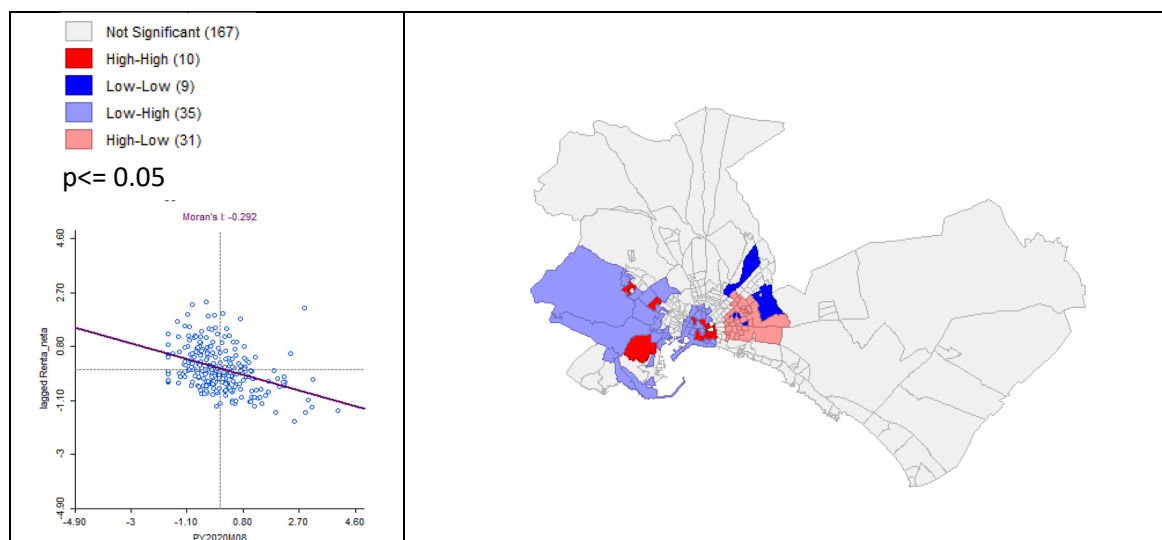 Not Significant (167)
High-High (10)
Low-Low (9)
Low-High (35)
High-Low (31)
p<= 0.05
Moran's I: -0.292
lagged Renta_neta
4.60
2.70
0.80
-1.10
-3
-4.90
-4.90
-3
-1.10
0.80
2.70
4.60
PY2020M08